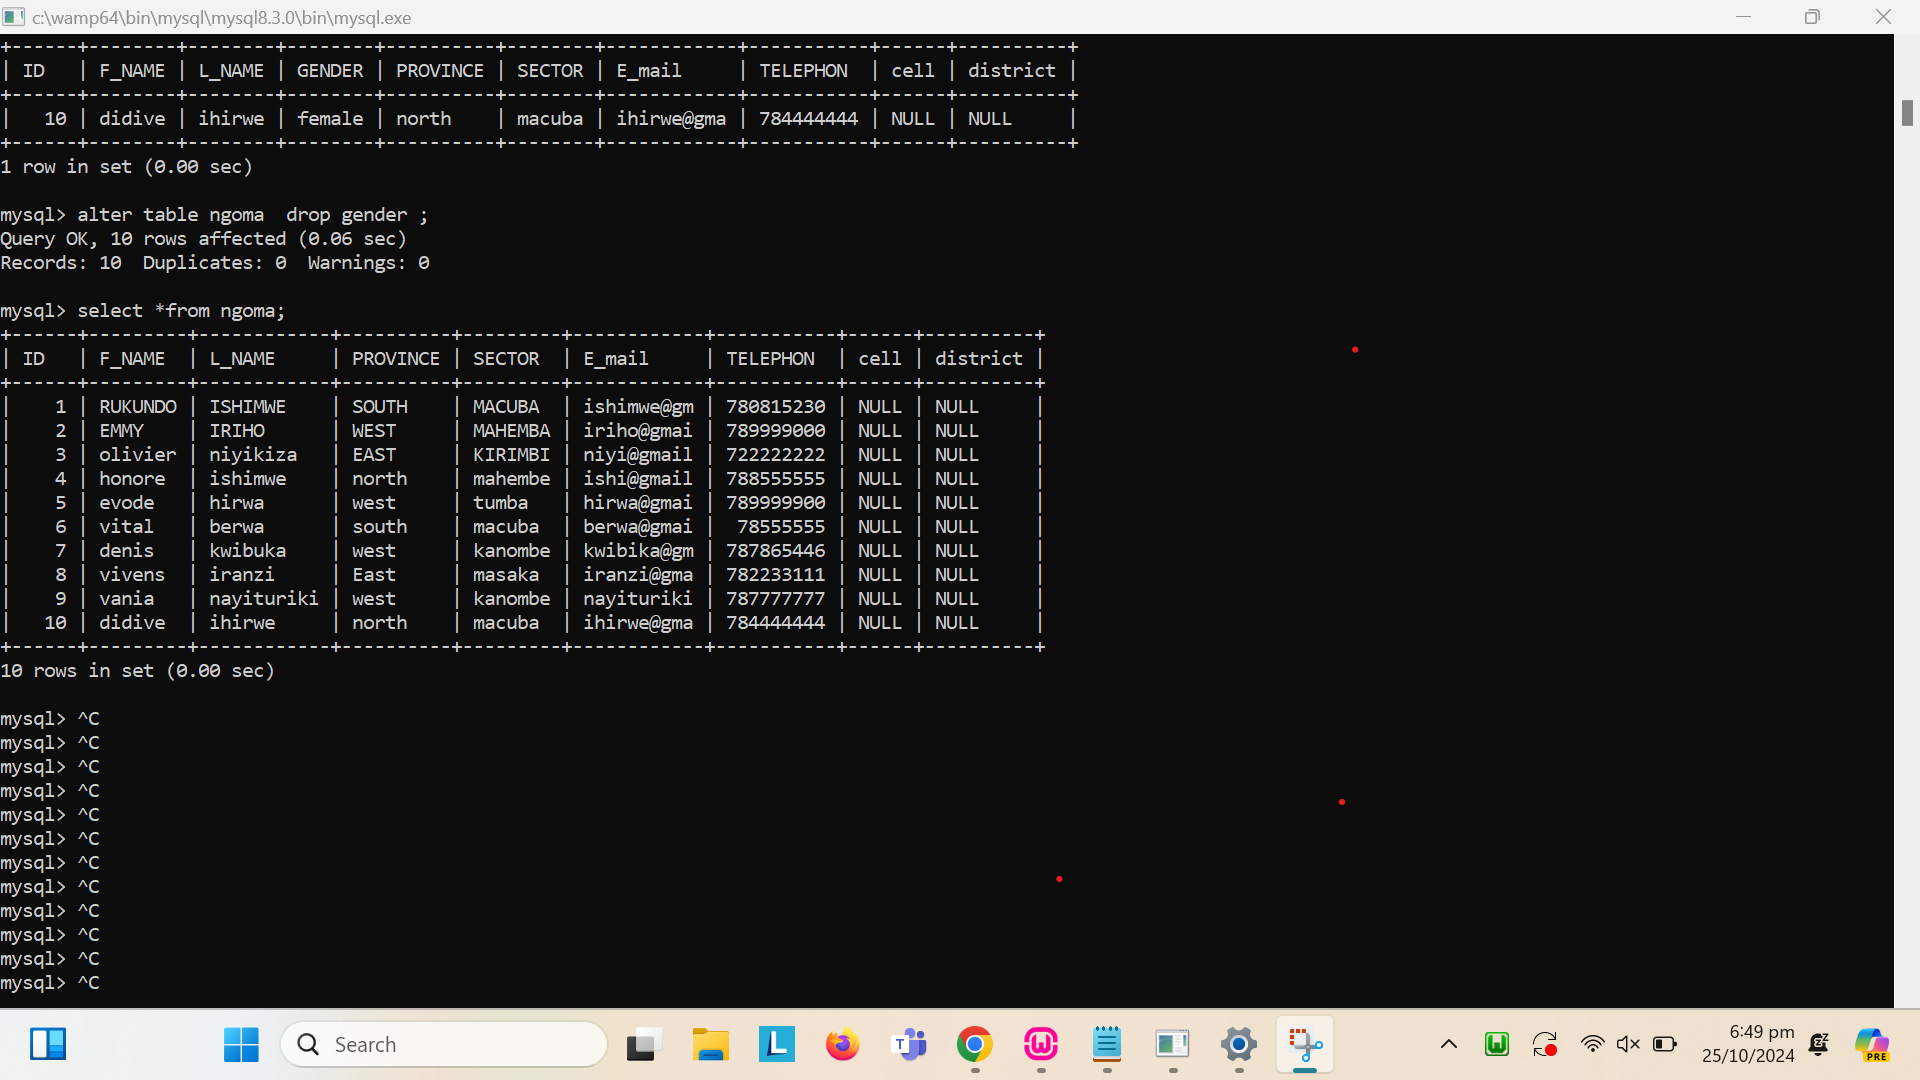 c:\wamp64\bin\mysql\mysql8.3.0\bin\mysql.exe
+------+--------+--------+--------+----------+--------+------------+-----------+------+----------+
| ID   | F_NAME | L_NAME | GENDER | PROVINCE | SECTOR | E_mail     | TELEPHON  | cell | district |
+------+--------+--------+--------+----------+--------+------------+-----------+------+----------+
|   10 | didive | ihirwe | female | north    | macuba | ihirwe@gma | 784444444 | NULL | NULL     |
+------+--------+--------+--------+----------+--------+------------+-----------+------+----------+
1 row in set (0.00 sec)
mysql> alter table ngoma  drop gender ;
Query OK, 10 rows affected (0.06 sec)
Records: 10  Duplicates: 0  Warnings: 0
mysql> select *from ngoma;
+------+---------+------------+----------+---------+------------+-----------+------+----------+
| ID   | F_NAME  | L_NAME     | PROVINCE | SECTOR  | E_mail     | TELEPHON  | cell | district |
+------+---------+------------+----------+---------+------------+-----------+------+----------+
|    1 | RUKUNDO | ISHIMWE    | SOUTH    | MACUBA  | ishimwe@gm | 780815230 | NULL | NULL     |
|    2 | EMMY    | IRIHO      | WEST     | MAHEMBA | iriho@gmai | 789999000 | NULL | NULL     |
|    3 | olivier | niyikiza   | EAST     | KIRIMBI | niyi@gmail | 722222222 | NULL | NULL     |
|    4 | honore  | ishimwe    | north    | mahembe | ishi@gmail | 788555555 | NULL | NULL     |
|    5 | evode   | hirwa      | west     | tumba   | hirwa@gmai | 789999900 | NULL | NULL     |
|    6 | vital   | berwa      | south    | macuba  | berwa@gmai |  78555555 | NULL | NULL     |
|    7 | denis   | kwibuka    | west     | kanombe | kwibika@gm | 787865446 | NULL | NULL     |
|    8 | vivens  | iranzi     | East     | masaka  | iranzi@gma | 782233111 | NULL | NULL     |
|    9 | vania   | nayituriki | west     | kanombe | nayituriki | 787777777 | NULL | NULL     |
|   10 | didive  | ihirwe     | north    | macuba  | ihirwe@gma | 784444444 | NULL | NULL     |
+------+---------+------------+----------+---------+------------+-----------+------+----------+
10 rows in set (0.00 sec)
mysql> ^C
mysql> ^C
mysql> ^C
mysql> ^C
mysql> ^C
mysql> ^C
mysql> ^C
mysql> ^C
mysql> ^C
mysql> ^C
mysql> ^C
mysql> ^C
Search
L
T
W
W
6:49 pm
25/10/2024
PRE